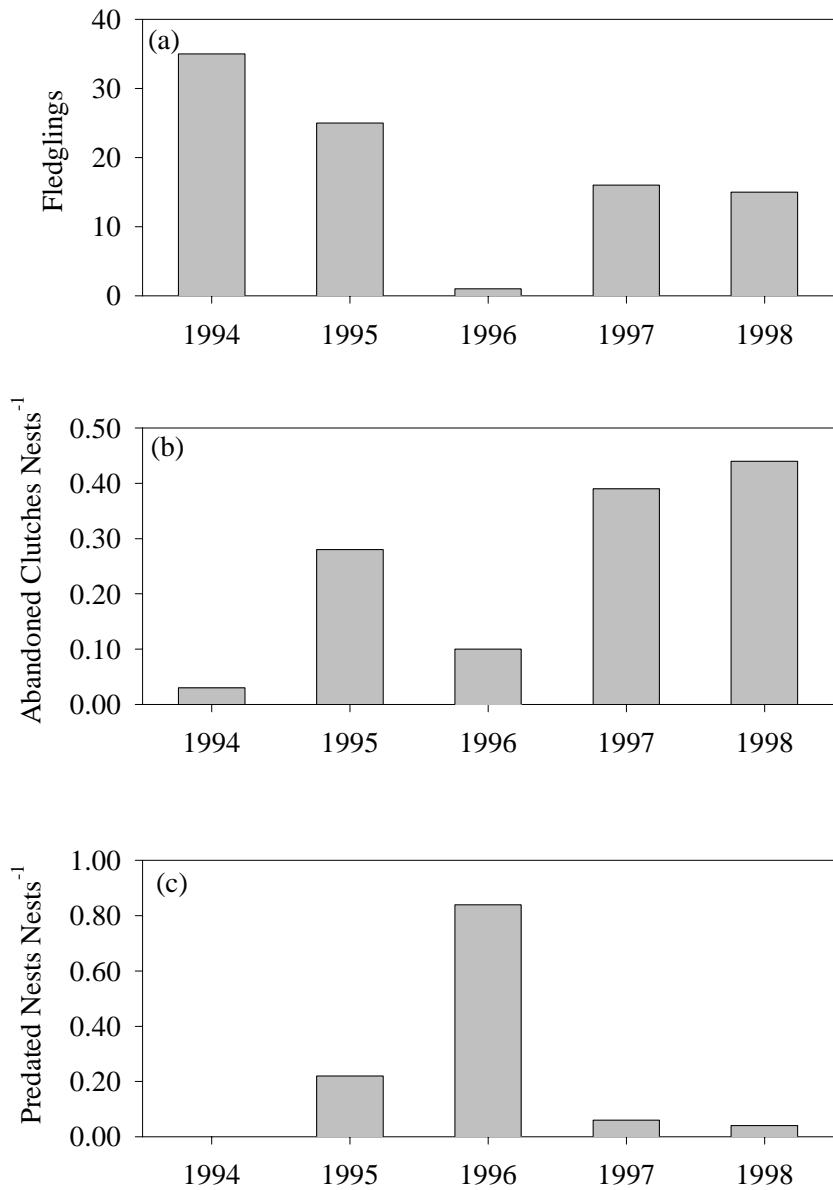 (a)
Fledglings
40
30
20
10
0
1994 1995 1996 1997 1998
(b)
Abandoned Clutches Nests⁻¹
0.50
0.40
0.30
0.20
0.10
0.00
1994 1995 1996 1997 1998
(c)
Predated Nests Nests⁻¹
1.00
0.80
0.60
0.40
0.20
0.00
1994 1995 1996 1997 1998